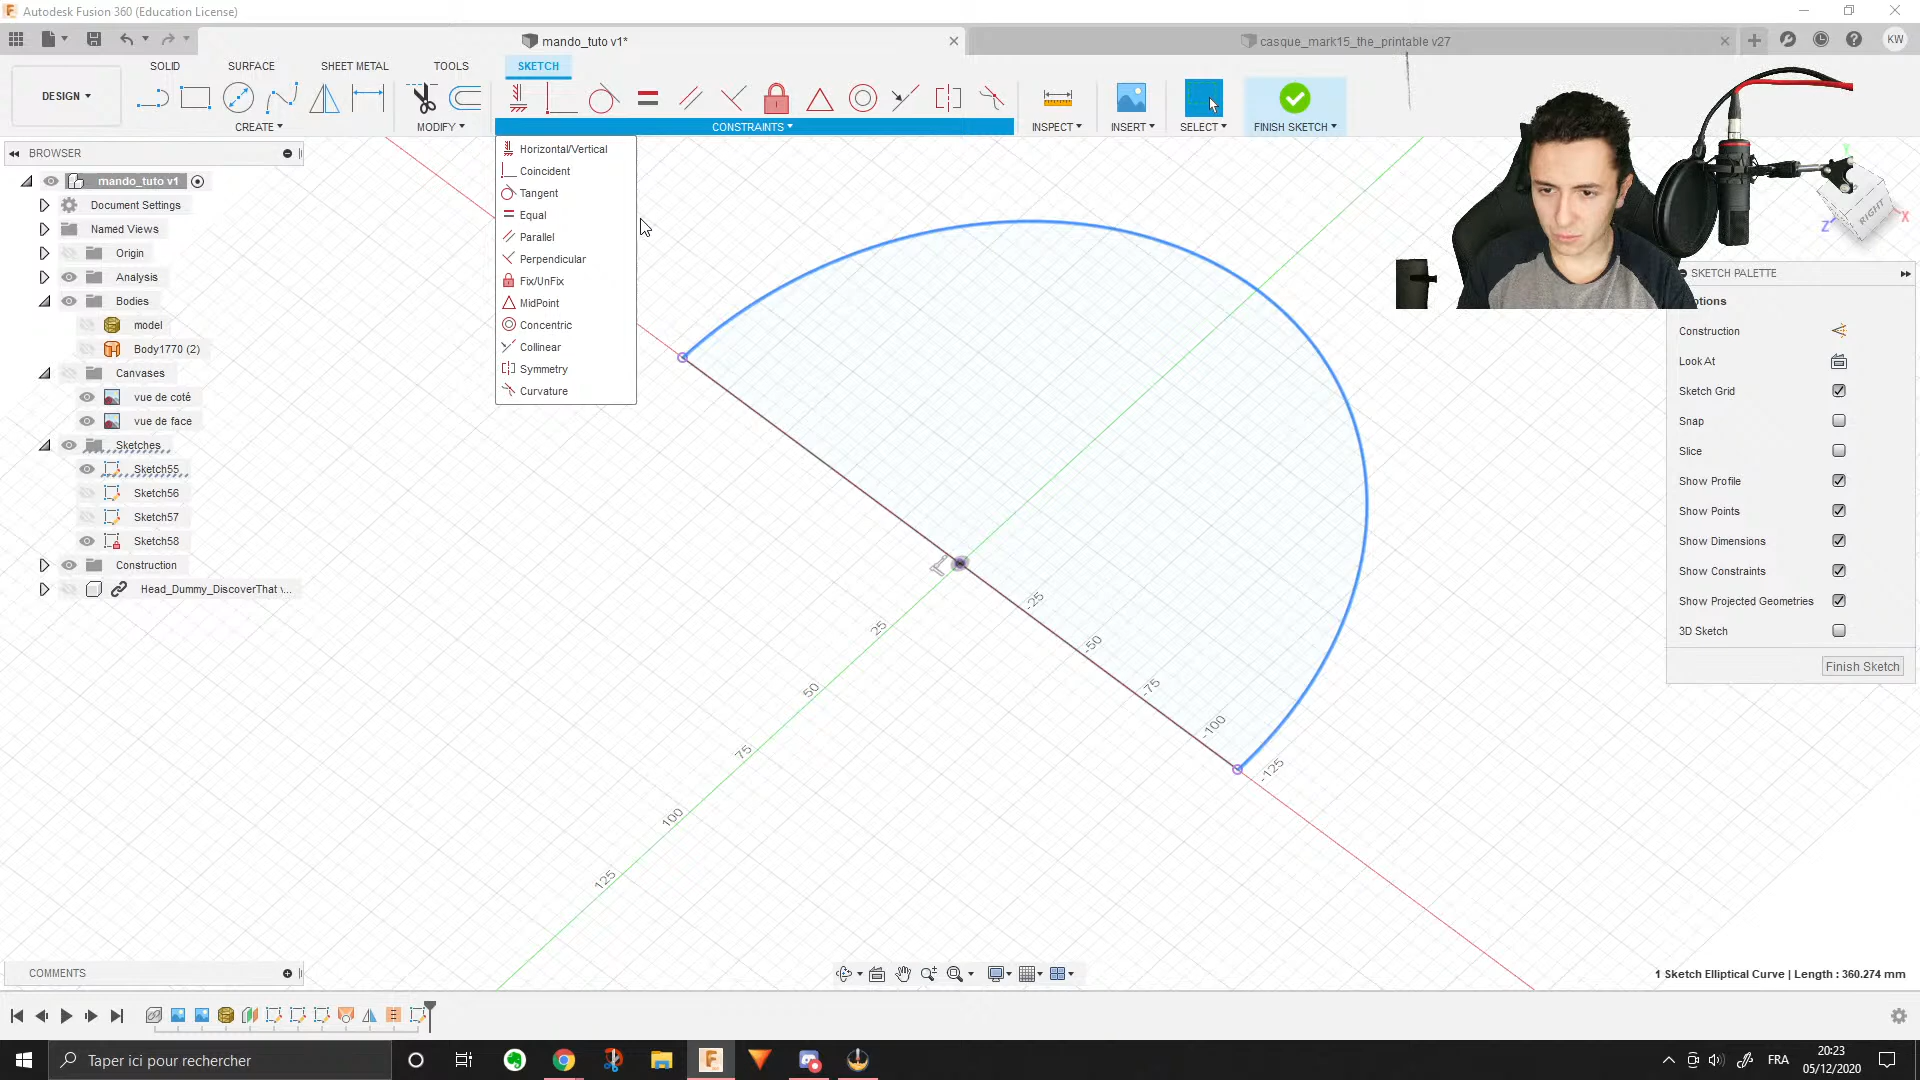 Autodesk Fusion 360 (Education License)
mando_tuto v1*
casque_mark15_the_printable v27
KW
DESIGN
SOLID
SURFACE
SHEET METAL
TOOLS
SKETCH
CREATE
MODIFY
CONSTRAINTS
INSPECT
INSERT
SELECT
FINISH SKETCH
BROWSER
mando_tuto v1
Document Settings
Named Views
Origin
Analysis
Bodies
model
Body1770 (2)
Canvases
vue de coté
vue de face
Sketches
Sketch55
Sketch56
Sketch57
Sketch58
Construction
Head_Dummy_DiscoverThat v...
Horizontal/Vertical
Coincident
Tangent
Equal
Parallel
Perpendicular
Fix/UnFix
MidPoint
Concentric
Collinear
Symmetry
Curvature
-25
-50
-75
-100
-125
25
50
75
100
125
RIGHT
Y
Z
X
SKETCH PALETTE
Construction
Look At
Sketch Grid
Snap
Slice
Show Profile
Show Points
Show Dimensions
Show Constraints
Show Projected Geometries
3D Sketch
Finish Sketch
COMMENTS
1 Sketch Elliptical Curve | Length : 360.274 mm
Taper ici pour rechercher
FRA
20:23
05/12/2020